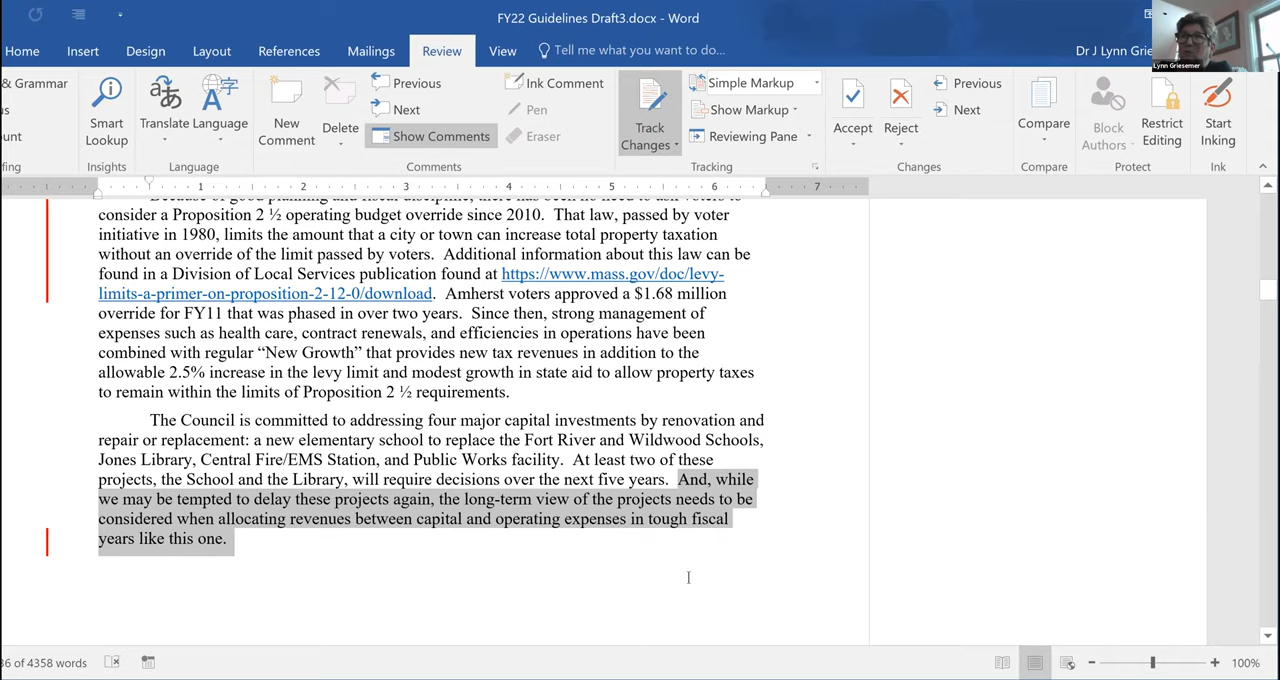 FY22 Guidelines Draft3.docx - Word
Home Insert Design Layout References Mailings Review View Tell me what you want to do...
Dr J Lynn Grie
Lynn Griesemer
& Grammar
Smart Lookup
Insights
Translate Language
Language
New Comment
Delete
Previous
Next
Show Comments
Ink Comment
Pen
Eraser
Comments
Track Changes
Simple Markup
Show Markup
Reviewing Pane
Tracking
Accept
Reject
Previous
Next
Changes
Compare
Compare
Block Authors
Restrict Editing
Protect
Start Inking
Ink
1 2 3 4 5 6 7
consider a Proposition 2 ½ operating budget override since 2010. That law, passed by voter
initiative in 1980, limits the amount that a city or town can increase total property taxation
without an override of the limit passed by voters. Additional information about this law can be
found in a Division of Local Services publication found at https://www.mass.gov/doc/levy-
limits-a-primer-on-proposition-2-12-0/download. Amherst voters approved a $1.68 million
override for FY11 that was phased in over two years. Since then, strong management of
expenses such as health care, contract renewals, and efficiencies in operations have been
combined with regular “New Growth” that provides new tax revenues in addition to the
allowable 2.5% increase in the levy limit and modest growth in state aid to allow property taxes
to remain within the limits of Proposition 2 ½ requirements.
The Council is committed to addressing four major capital investments by renovation and
repair or replacement: a new elementary school to replace the Fort River and Wildwood Schools,
Jones Library, Central Fire/EMS Station, and Public Works facility. At least two of these
projects, the School and the Library, will require decisions over the next five years. And, while
we may be tempted to delay these projects again, the long-term view of the projects needs to be
considered when allocating revenues between capital and operating expenses in tough fiscal
years like this one.
of 4358 words
100%